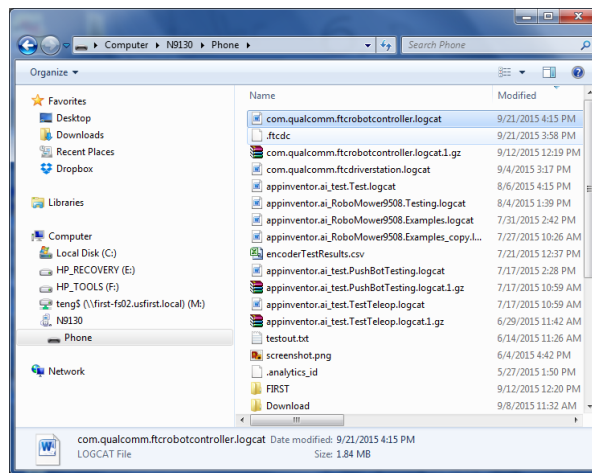 Computer N9130 Phone
Search Phone
Organize
Favorites
Desktop
Downloads
Recent Places
Dropbox
Libraries
Computer
Local Disk (C:)
HP_RECOVERY (E:)
HP_TOOLS (F:)
teng$ (\\first-fs02.usfirst.local) (M:)
N9130
Phone
Network
Name Modified
com.qualcomm.ftcrobotcontroller.logcat 9/21/2015 4:15 PM
.ftcdc 9/21/2015 3:58 PM
com.qualcomm.ftcrobotcontroller.logcat.1.gz 9/12/2015 12:19 PM
com.qualcomm.ftcdriverstation.logcat 9/4/2015 3:17 PM
appinventor.ai_test.Test.logcat 8/6/2015 4:15 PM
appinventor.ai_RoboMower9508.Testing.logcat 8/4/2015 1:39 PM
appinventor.ai_RoboMower9508.Examples.logcat 7/31/2015 2:42 PM
appinventor.ai_RoboMower9508.Examples_copy.l... 7/27/2015 10:26 AM
encoderTestResults.csv 7/21/2015 12:37 PM
appinventor.ai_test.PushBotTesting.logcat 7/17/2015 2:28 PM
appinventor.ai_test.PushBotTesting.logcat.1.gz 7/17/2015 10:59 AM
appinventor.ai_test.TestTeleop.logcat 7/17/2015 10:59 AM
appinventor.ai_test.TestTeleop.logcat.1.gz 6/29/2015 11:42 AM
testout.txt 6/14/2015 11:26 AM
screenshot.png 6/4/2015 4:42 PM
.analytics_id 5/27/2015 1:50 PM
FIRST 9/12/2015 12:20 PM
Download 9/8/2015 11:32 AM
com.qualcomm.ftcrobotcontroller.logcat Date modified: 9/21/2015 4:15 PM
LOGCAT File Size: 1.84 MB